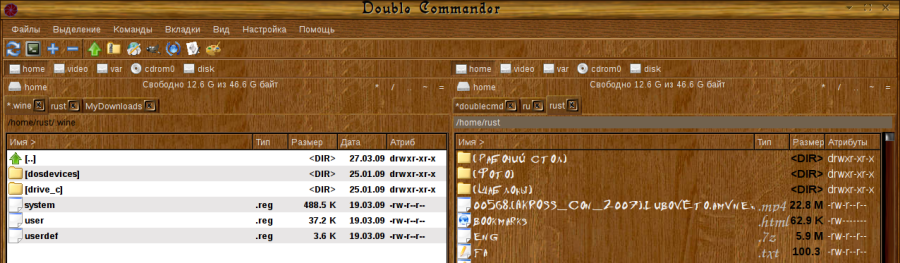 Double Commander
Файлы Выделение Команды Вкладки Вид Настройка Помощь
home video var cdrom0 disk
home video var cdrom0 disk
home Свободно 12.6 G из 46.6 G байт * / . ~ =
home Свободно 12.6 G из 46.6 G байт * / . ~ =
*.wine rust MyDownloads
*doublecmd ru rust
/home/rust/.wine
/home/rust
Имя > Тип Размер Дата Атриб
[..] <DIR> 27.03.09 drwxr-xr-x
[dosdevices] <DIR> 25.01.09 drwxr-xr-x
[drive_c] <DIR> 25.01.09 drwxr-xr-x
system .reg 488.5 K 19.03.09 -rw-r--r--
user .reg 37.2 K 19.03.09 -rw-r--r--
userdef .reg 3.6 K 19.03.09 -rw-r--r--
Имя > Тип Размер Атрибуты
[Рабочий стол] <DIR> drwxr-xr-x
[Фото] <DIR> drwxr-xr-x
[Шаблоны] <DIR> drwxr-xr-x
.mp4 22.8 M -rw-r--r--
Bookmarks .html 62.9 K -rw-------
Eng .7z 5.9 M -rw-r--r--
Fa .txt 100.3 -rw-r--r--